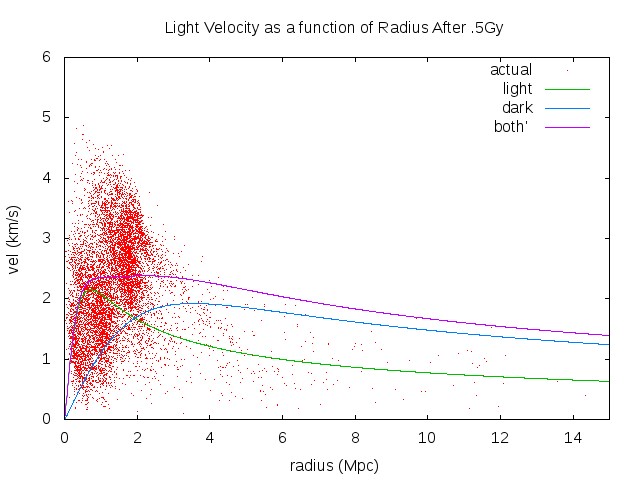 Light Velocity as a function of Radius After .5Gy
6
5
4
3
2
1
0
vel (km/s)
actual
light
dark
both'
0 2 4 6 8 10 12 14
radius (Mpc)